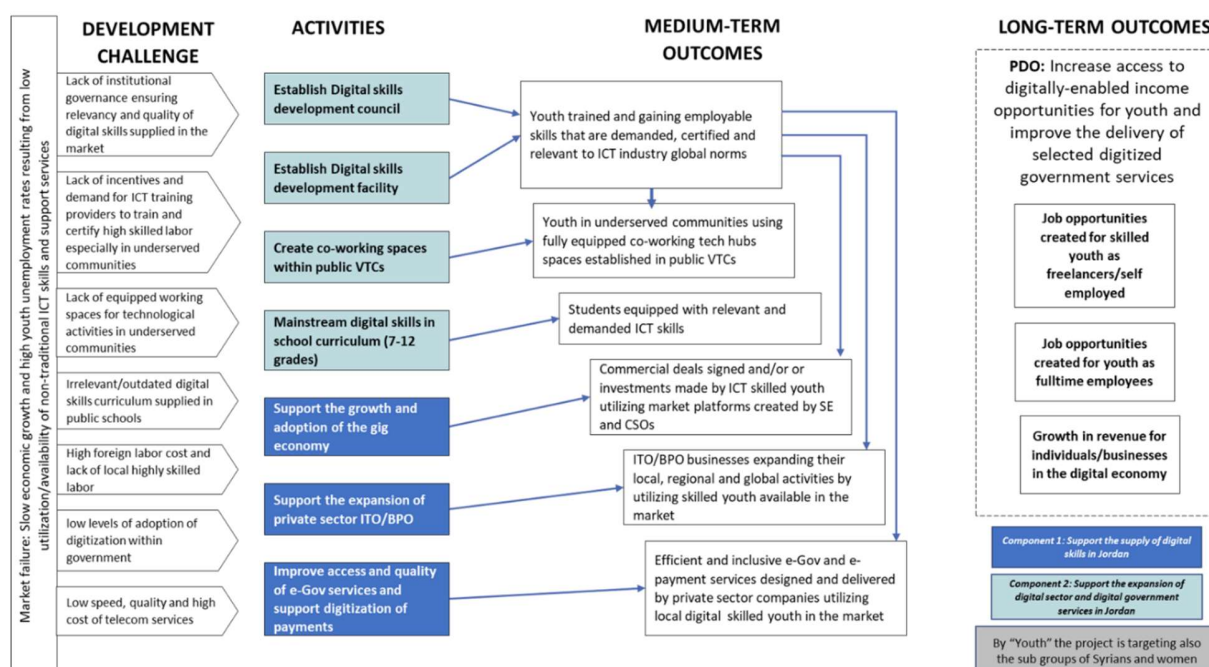 DEVELOPMENT
CHALLENGE
ACTIVITIES
MEDIUM-TERM
OUTCOMES
LONG-TERM OUTCOMES
Market failure: Slow economic growth and high youth unemployment rates resulting from low
utilization/availability of non-traditional ICT skills and support services
Lack of institutional
governance ensuring
relevancy and quality of
digital skills supplied in the
market
Lack of incentives and
demand for ICT training
providers to train and
certify high skilled labor
especially in underserved
communities
Lack of equipped working
spaces for technological
activities in underserved
communities
Irrelevant/outdated digital
skills curriculum supplied in
public schools
High foreign labor cost and
lack of local highly skilled
labor
low levels of adoption of
digitization within
government
Low speed, quality and high
cost of telecom services
Establish Digital skills
development council
Establish Digital skills
development facility
Create co-working spaces
within public VTCs
Mainstream digital skills in
school curriculum (7-12
grades)
Support the growth and
adoption of the gig
economy
Support the expansion of
private sector ITO/BPO
Improve access and quality
of e-Gov services and
support digitization of
payments
Youth trained and gaining employable
skills that are demanded, certified and
relevant to ICT industry global norms
Youth in underserved communities using
fully equipped co-working tech hubs
spaces established in public VTCs
Students equipped with relevant and
demanded ICT skills
Commercial deals signed and/or or
investments made by ICT skilled youth
utilizing market platforms created by SE
and CSOs
ITO/BPO businesses expanding their
local, regional and global activities by
utilizing skilled youth available in the
market
Efficient and inclusive e-Gov and e-
payment services designed and delivered
by private sector companies utilizing
local digital skilled youth in the market
PDO: Increase access to
digitally-enabled income
opportunities for youth and
improve the delivery of
selected digitized
government services
Job opportunities
created for skilled
youth as
freelancers/self
employed
Job opportunities
created for youth as
fulltime employees
Growth in revenue for
individuals/businesses
in the digital economy
Component 1: Support the supply of digital
skills in Jordan
Component 2: Support the expansion of
digital sector and digital government
services in Jordan
By "Youth" the project is targeting also
the sub groups of Syrians and women